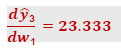 dŷ₃/dw₁ = 23.333